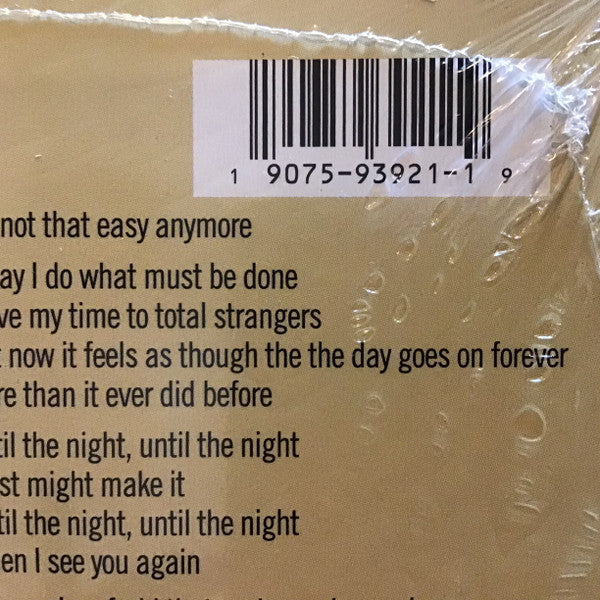 1 9075-93921-1 9
not that easy anymore
ay I do what must be done
ve my time to total strangers
t now it feels as though the the day goes on forever
re than it ever did before
til the night, until the night
st might make it
til the night, until the night
en I see you again